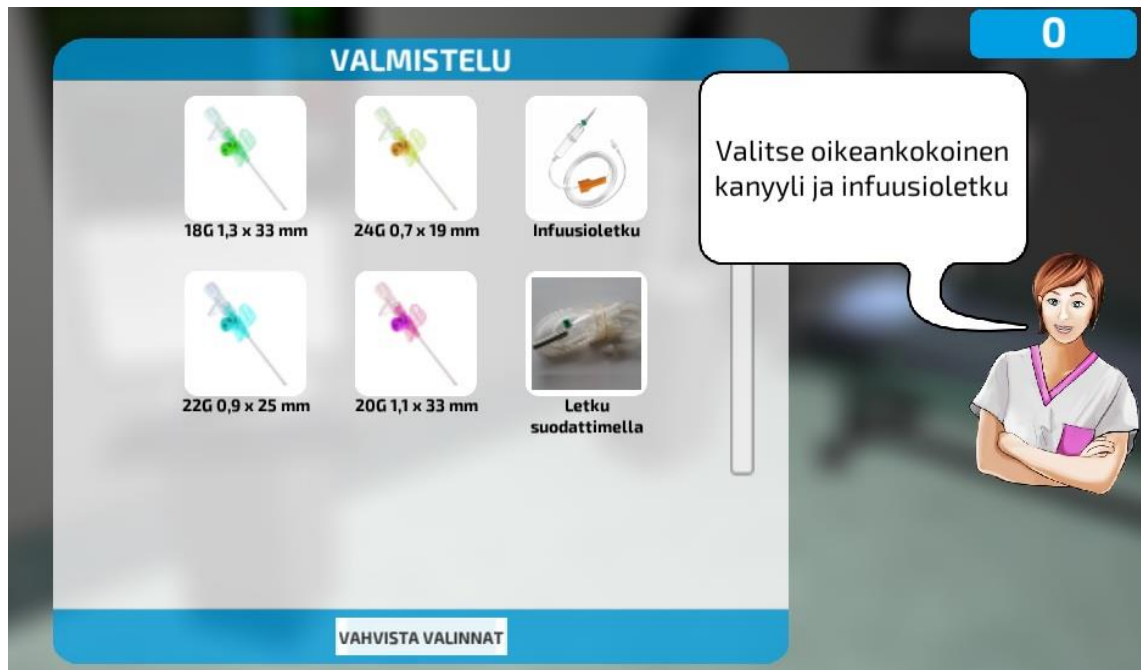 0
VALMISTELU
Valitse oikeankokoinen
kanyyli ja infuusioletku
18G 1,3 x 33 mm
24G 0,7 x 19 mm
Infuusioletku
22G 0,9 x 25 mm
20G 1,1 x 33 mm
Letku
suodattimella
VAHVISTA VALINNAT